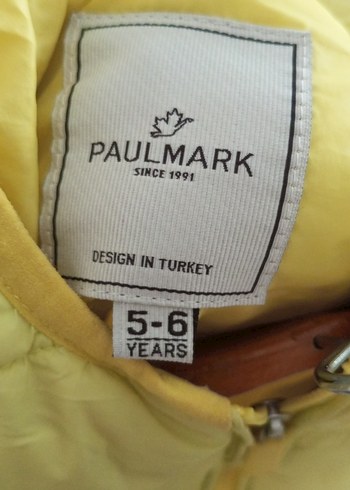 PAULMARK
SINCE 1991
DESIGN IN TURKEY
5-6
YEARS